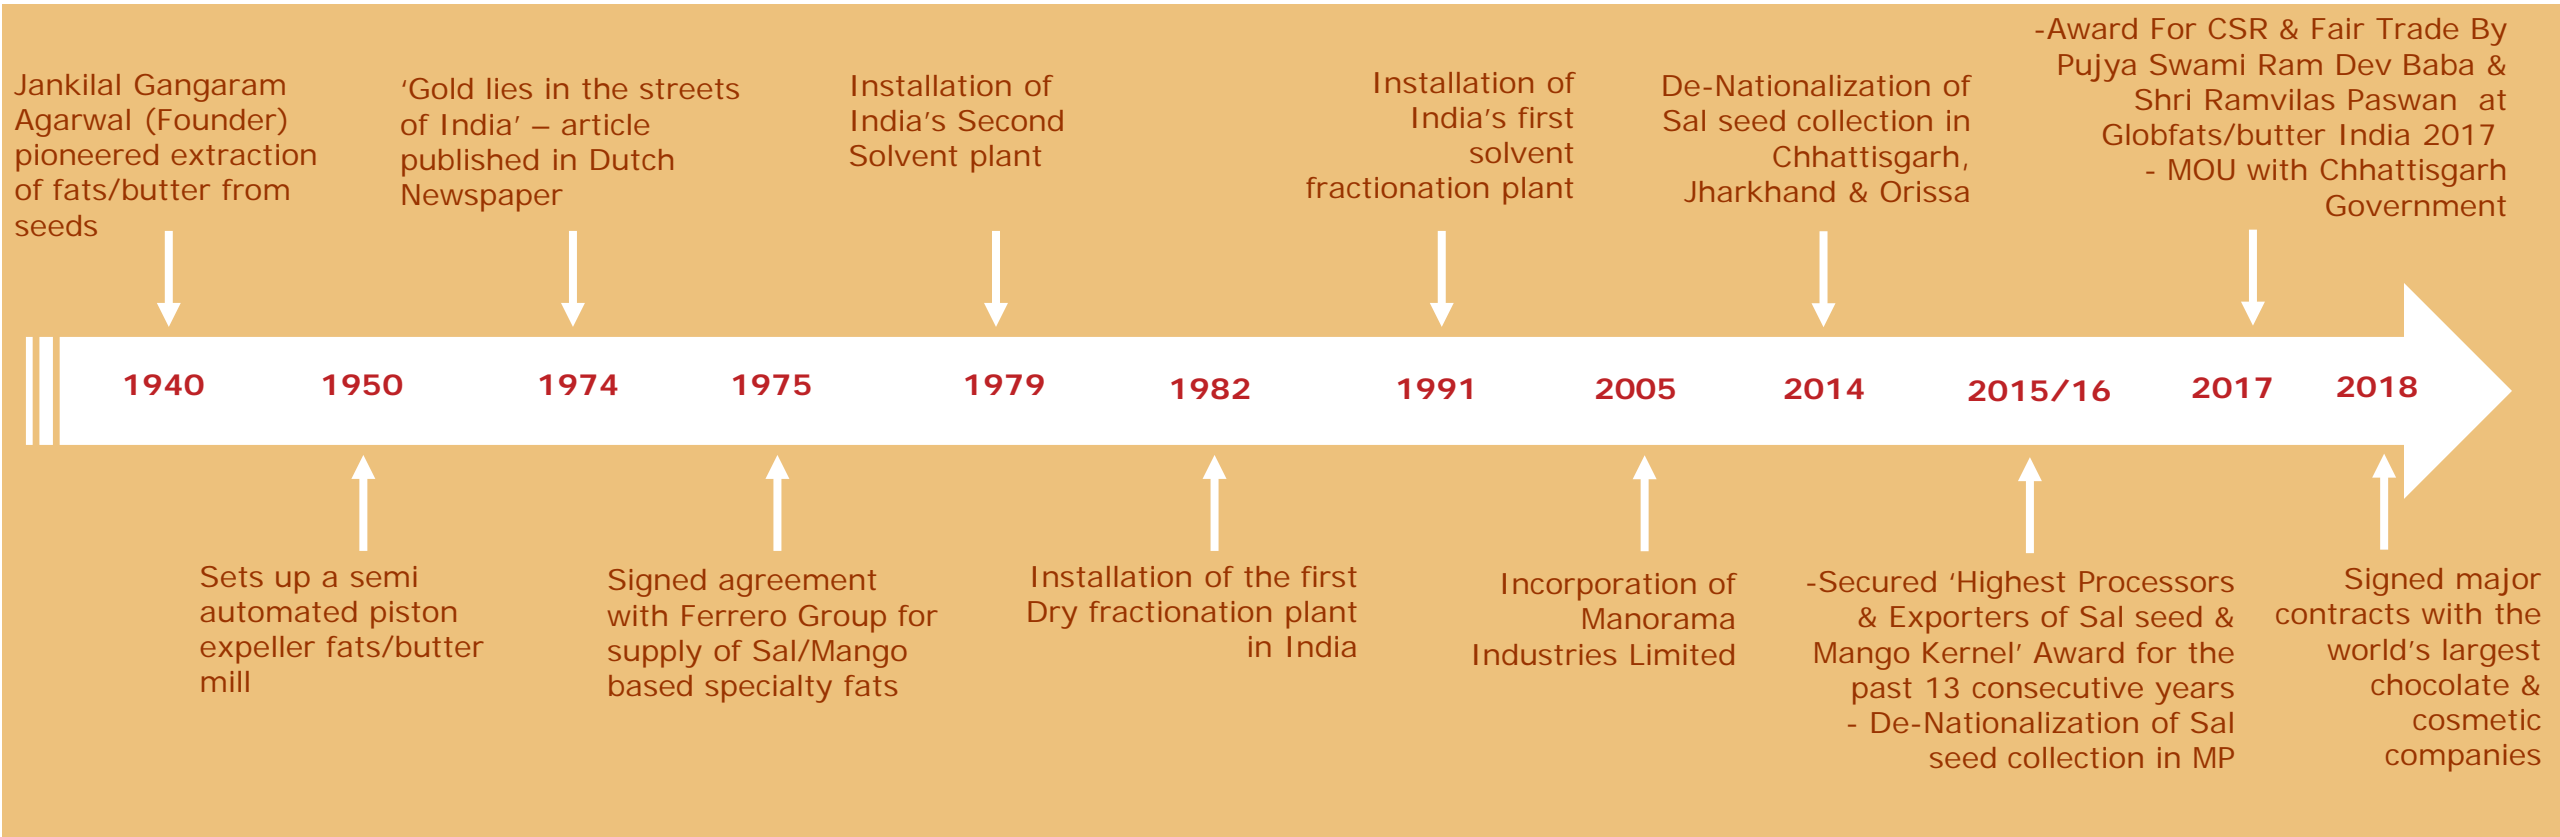 Jankilal Gangaram
Agarwal (Founder)
pioneered extraction
of fats/butter from
seeds
‘Gold lies in the streets
of India’ – article
published in Dutch
Newspaper
Installation of
India’s Second
Solvent plant
Installation of
India’s first
solvent
fractionation plant
De-Nationalization of
Sal seed collection in
Chhattisgarh,
Jharkhand & Orissa
-Award For CSR & Fair Trade By
Pujya Swami Ram Dev Baba &
Shri Ramvilas Paswan at
Globfats/butter India 2017
- MOU with Chhattisgarh
Government
1940 1950 1974 1975 1979 1982 1991 2005 2014 2015/16 2017 2018
Sets up a semi
automated piston
expeller fats/butter
mill
Signed agreement
with Ferrero Group for
supply of Sal/Mango
based specialty fats
Installation of the first
Dry fractionation plant
in India
Incorporation of
Manorama
Industries Limited
-Secured ‘Highest Processors
& Exporters of Sal seed &
Mango Kernel’ Award for the
past 13 consecutive years
- De-Nationalization of Sal
seed collection in MP
Signed major
contracts with the
world’s largest
chocolate &
cosmetic
companies